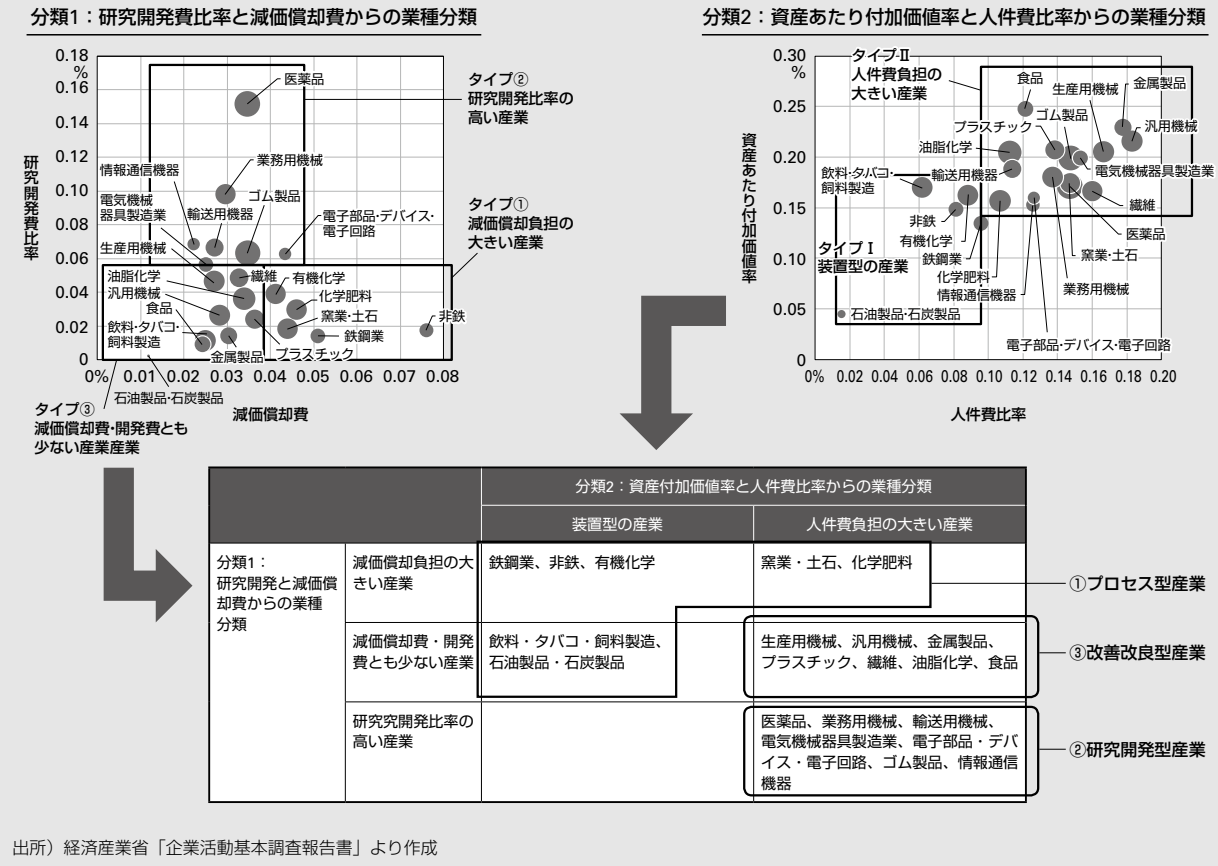 分類1：研究開発費比率と減価償却費からの業種分類
0.18
%
0.16
0.14
0.12
0.10
0.08
0.06
0.04
0.02
0
研究開発費比率
0%
0.01
0.02
0.03
0.04
0.05
0.06
0.07
0.08
減価償却費
医薬品
業務用機械
情報通信機器
ゴム製品
電気機械
器具製造業
輸送用機器
電子部品・デバイス・
電子回路
生産用機械
油脂化学
繊維
有機化学
汎用機械
化学肥料
食品
窯業・土石
非鉄
飲料・タバコ・
飼料製造
鉄鋼業
金属製品
プラスチック
石油製品・石炭製品
タイプ②
研究開発比率の
高い産業
タイプ①
減価償却負担の
大きい産業
タイプ③
減価償却費・開発費とも
少ない産業産業
分類2：資産あたり付加価値率と人件費比率からの業種分類
0.30
%
0.25
0.20
0.15
0.10
0.05
0
資産あたり付加価値率
0%
0.02
0.04
0.06
0.08
0.10
0.12
0.14
0.16
0.18
0.20
人件費比率
タイプⅡ
人件費負担の
大きい産業
食品
生産用機械
金属製品
ゴム製品
プラスチック
汎用機械
油脂化学
飲料・タバコ・
飼料製造
輸送用機器
電気機械器具製造業
繊維
非鉄
医薬品
有機化学
タイプⅠ
装置型の産業
鉄鋼業
窯業・土石
化学肥料
情報通信機器
業務用機械
石油製品・石炭製品
電子部品・デバイス・電子回路
分類2：資産付加価値率と人件費比率からの業種分類
装置型の産業
人件費負担の大きい産業
分類1：
研究開発と減価償
却費からの業種
分類
減価償却負担の大
きい産業
鉄鋼業、非鉄、有機化学
窯業・土石、化学肥料
①プロセス型産業
減価償却費・開発
費とも少ない産業
飲料・タバコ・飼料製造、
石油製品・石炭製品
生産用機械、汎用機械、金属製品、
プラスチック、繊維、油脂化学、食品
③改善改良型産業
研究究開発比率の
高い産業
医薬品、業務用機械、輸送用機械、
電気機械器具製造業、電子部品・デバ
イス・電子回路、ゴム製品、情報通信
機器
②研究開発型産業
出所）経済産業省「企業活動基本調査報告書」より作成